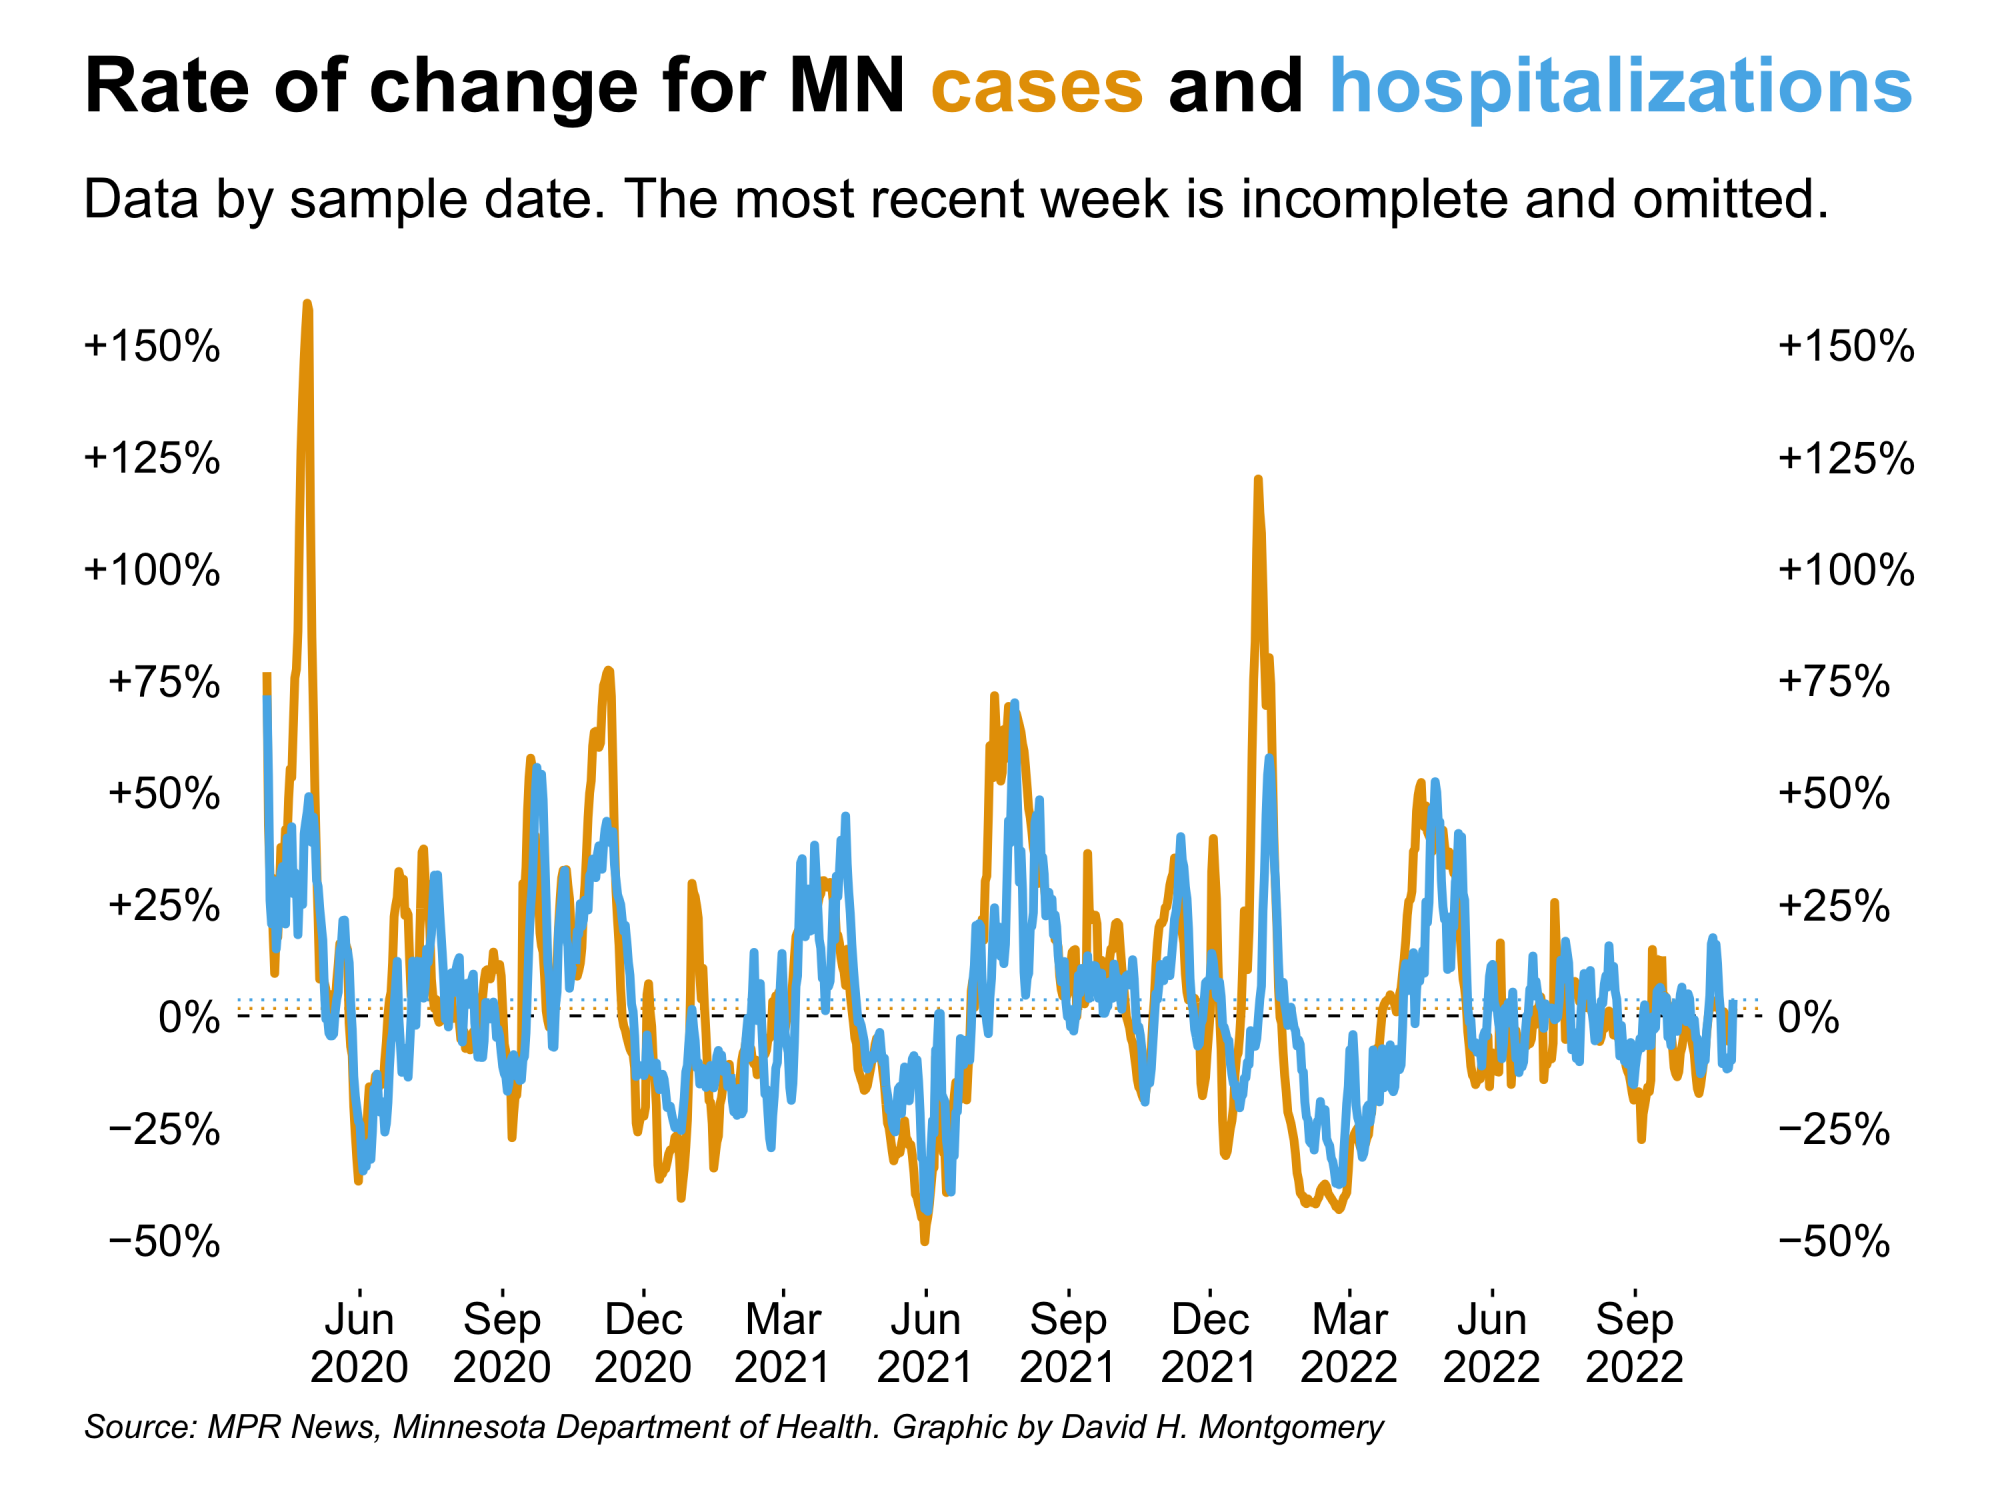 Rate of change for MN cases and hospitalizations
Data by sample date. The most recent week is incomplete and omitted.
+150% +150%
+125% +125%
+100% +100%
+75% +75%
+50% +50%
+25% +25%
0% 0%
−25% −25%
−50% −50%
Jun Sep Dec Mar Jun Sep Dec Mar Jun Sep
2020 2020 2020 2021 2021 2021 2021 2022 2022 2022
Source: MPR News, Minnesota Department of Health. Graphic by David H. Montgomery